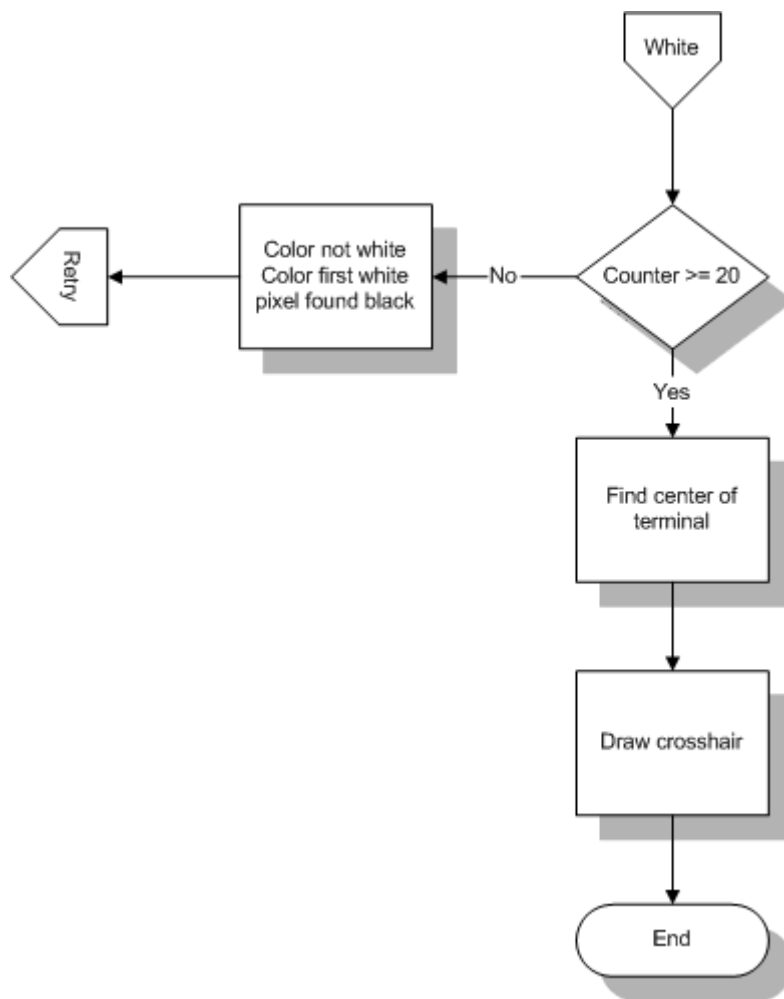 White
Counter >= 20
No
Color not white
Color first white
pixel found black
Retry
Yes
Find center of
terminal
Draw crosshair
End